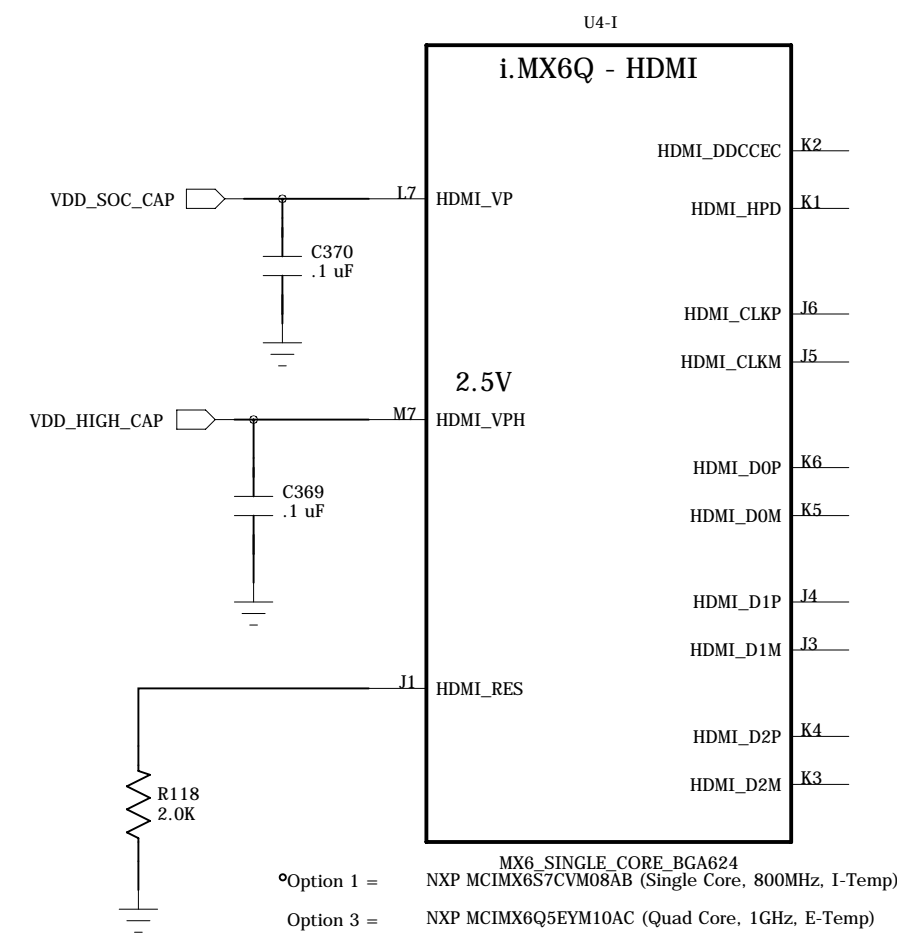 U4-I
i.MX6Q - HDMI
HDMI_DDCCEC K2
VDD_SOC_CAP L7 HDMI_VP
HDMI_HPD K1
C370
.1 uF
HDMI_CLKP J6
HDMI_CLKM J5
2.5V
VDD_HIGH_CAP M7 HDMI_VPH
HDMI_D0P K6
C369
.1 uF
HDMI_D0M K5
HDMI_D1P J4
HDMI_D1M J3
J1 HDMI_RES
HDMI_D2P K4
HDMI_D2M K3
R118
2.0K
MX6_SINGLE_CORE_BGA624
Option 1 = NXP MCIMX6S7CVM08AB (Single Core, 800MHz, I-Temp)
Option 3 = NXP MCIMX6Q5EYM10AC (Quad Core, 1GHz, E-Temp)